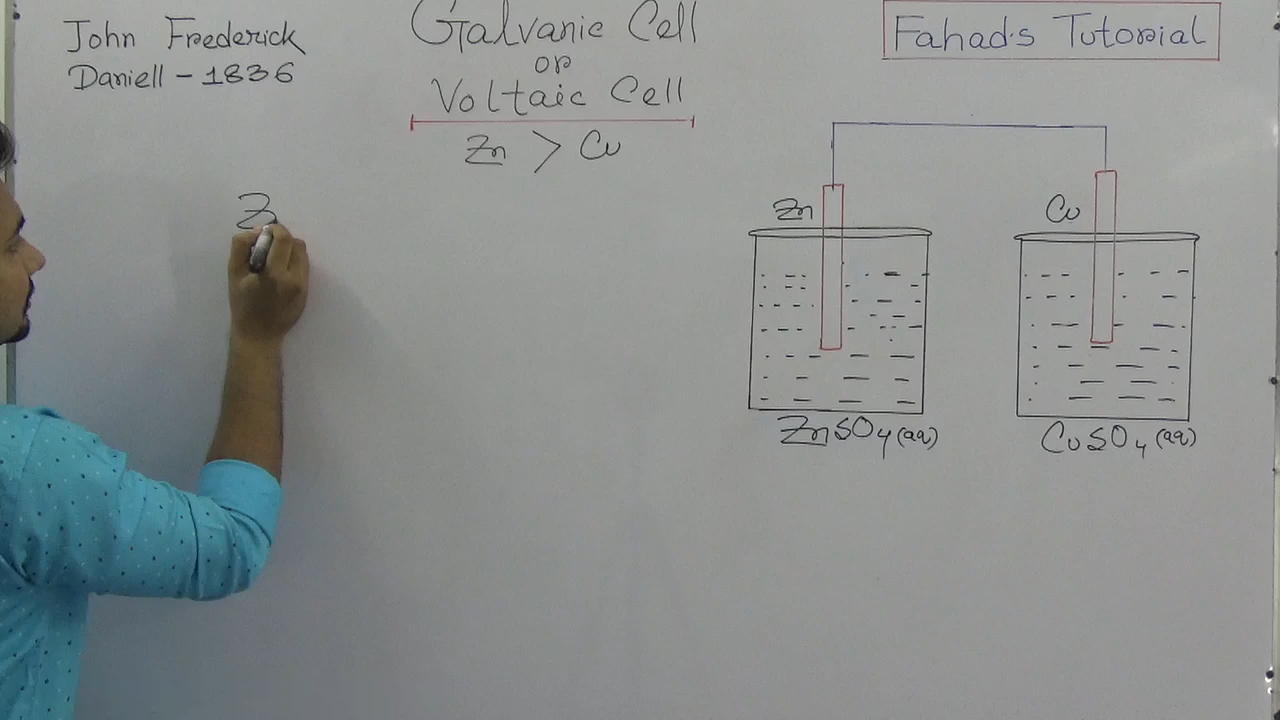 John Frederick
Daniell - 1836
Galvanic Cell
or
Voltaic Cell
Zn > Cu
Fahad's Tutorial
Zn
Cu
ZnSO4(aq)
CuSO4(aq)
Zn